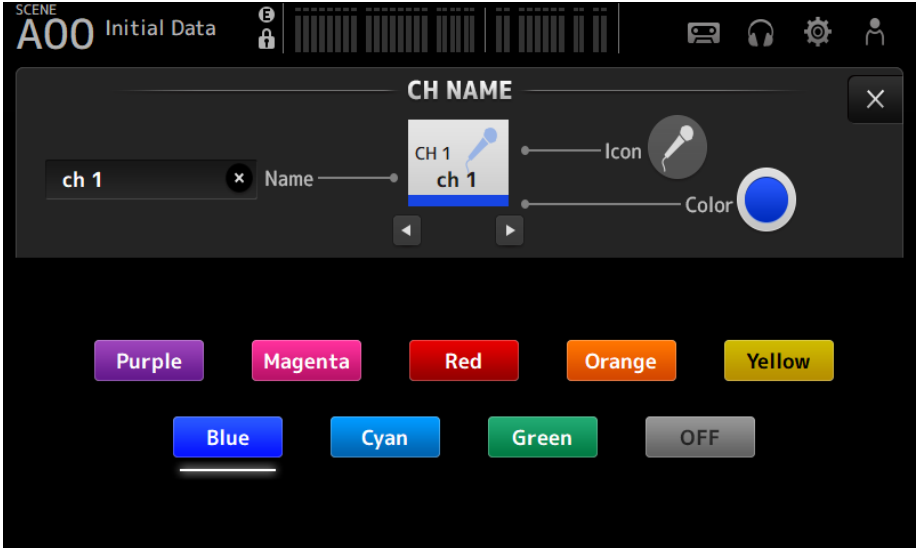 SCENE
A00 Initial Data
E
CH NAME
ch 1
Name
CH 1
ch 1
Icon
Color
Purple Magenta Red Orange Yellow
Blue Cyan Green OFF